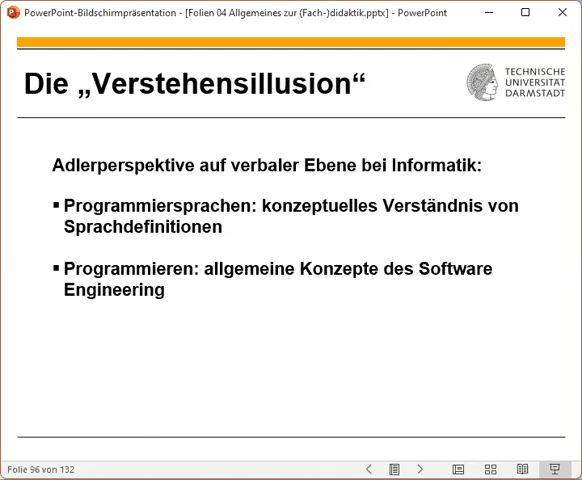 PowerPoint-Bildschirmpräsentation - [Folien 04 Allgemeines zur (Fach-)didaktik.pptx] - PowerPoint
Die „Verstehensillusion“
TECHNISCHE
UNIVERSITÄT
DARMSTADT
Adlerperspektive auf verbaler Ebene bei Informatik:
▪ Programmiersprachen: konzeptuelles Verständnis von
Sprachdefinitionen
▪ Programmieren: allgemeine Konzepte des Software
Engineering
Folie 96 von 132